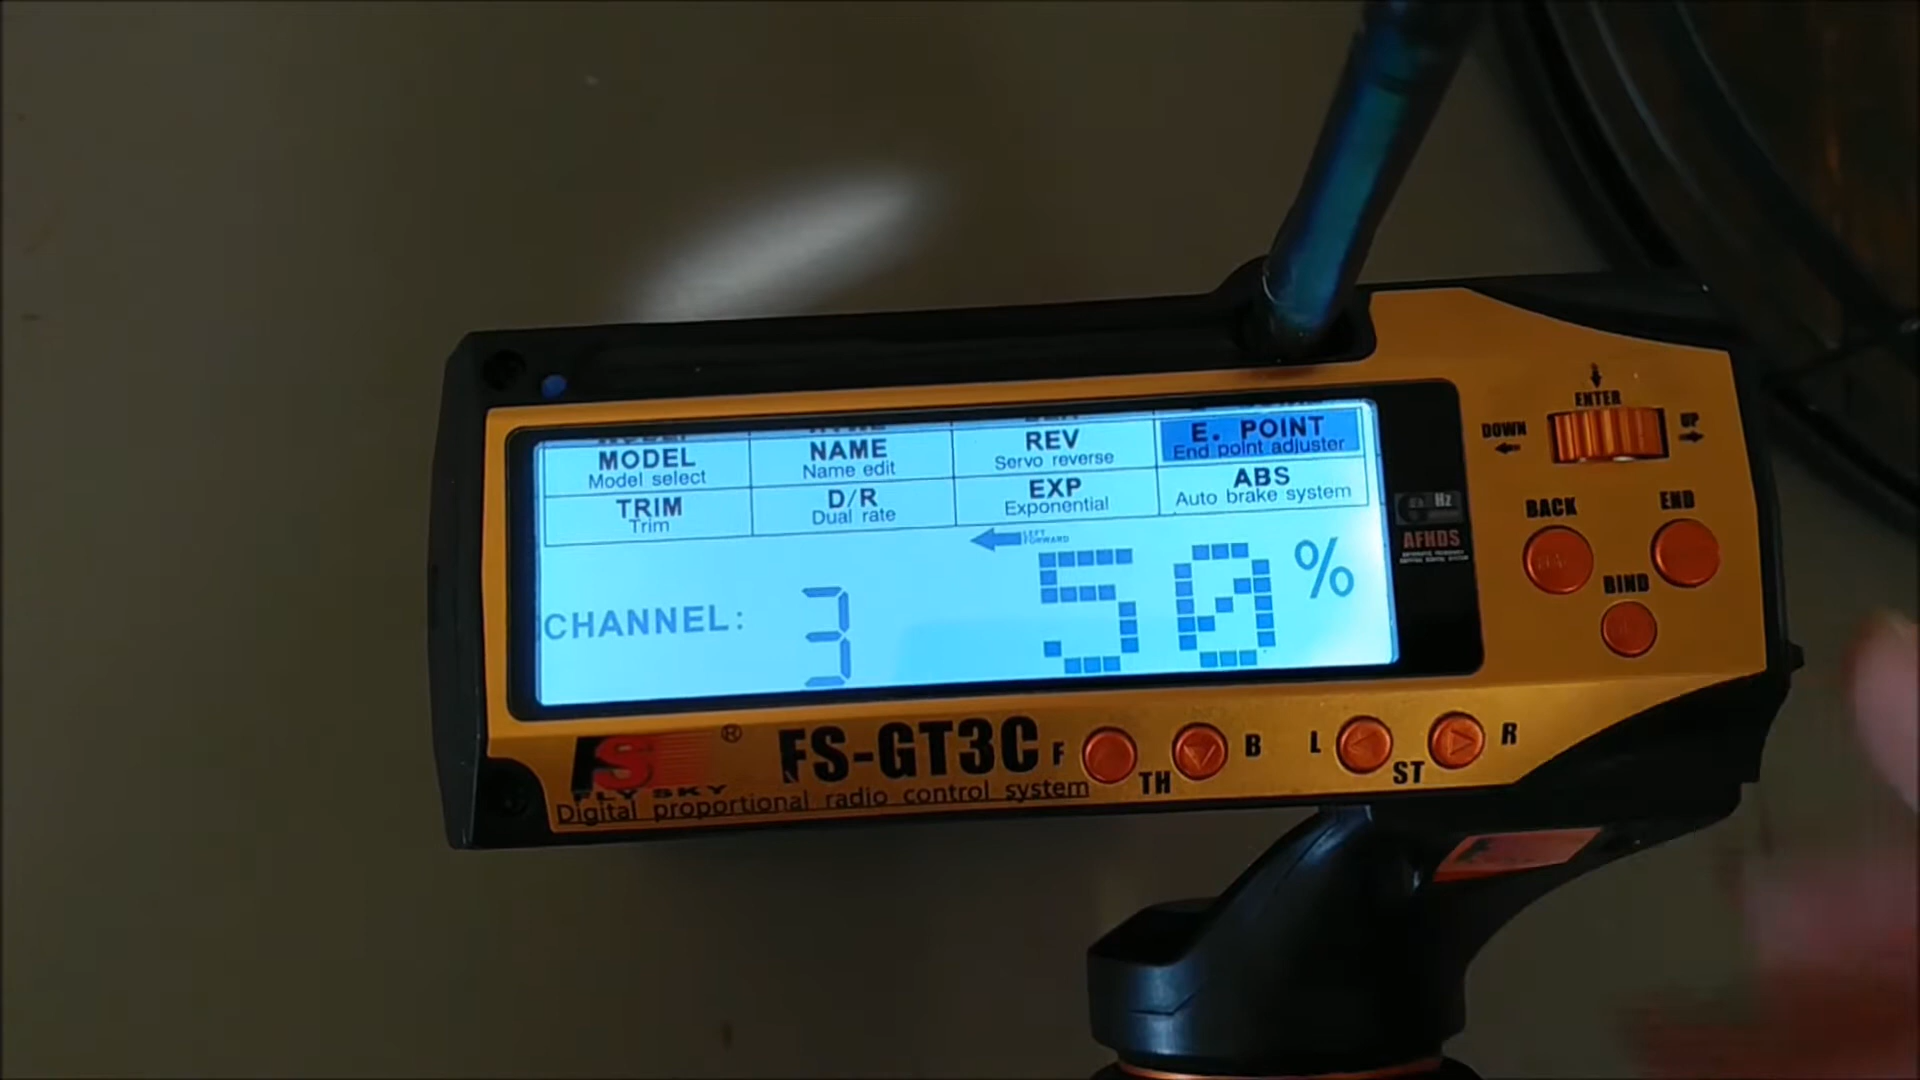 MODEL
Model select
NAME
Name edit
REV
Servo reverse
E. POINT
End point adjuster
TRIM
Trim
D/R
Dual rate
EXP
Exponential
ABS
Auto brake system
LEFT
FORWARD
CHANNEL: 3 50%
Hz
AFHDS
ENTER
DOWN
UP
BACK
END
BIND
FS ®
FLY SKY
FS-GT3C
Digital proportional radio control system
F TH B
L ST R